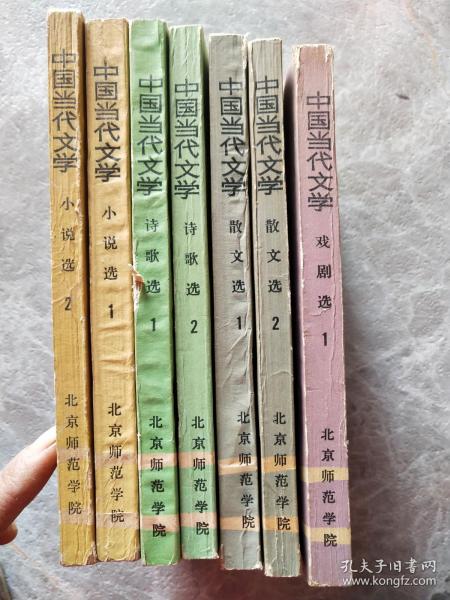 中国当代文学
小说选
2
北京师范学院
中国当代文学
小说选
1
北京师范学院
中国当代文学
诗歌选
1
北京师范学院
中国当代文学
诗歌选
2
北京师范学院
中国当代文学
散文选
1
北京师范学院
中国当代文学
散文选
2
北京师范学院
中国当代文学
戏剧选
1
北京师范学院
孔夫子旧书网
www.kongfz.com